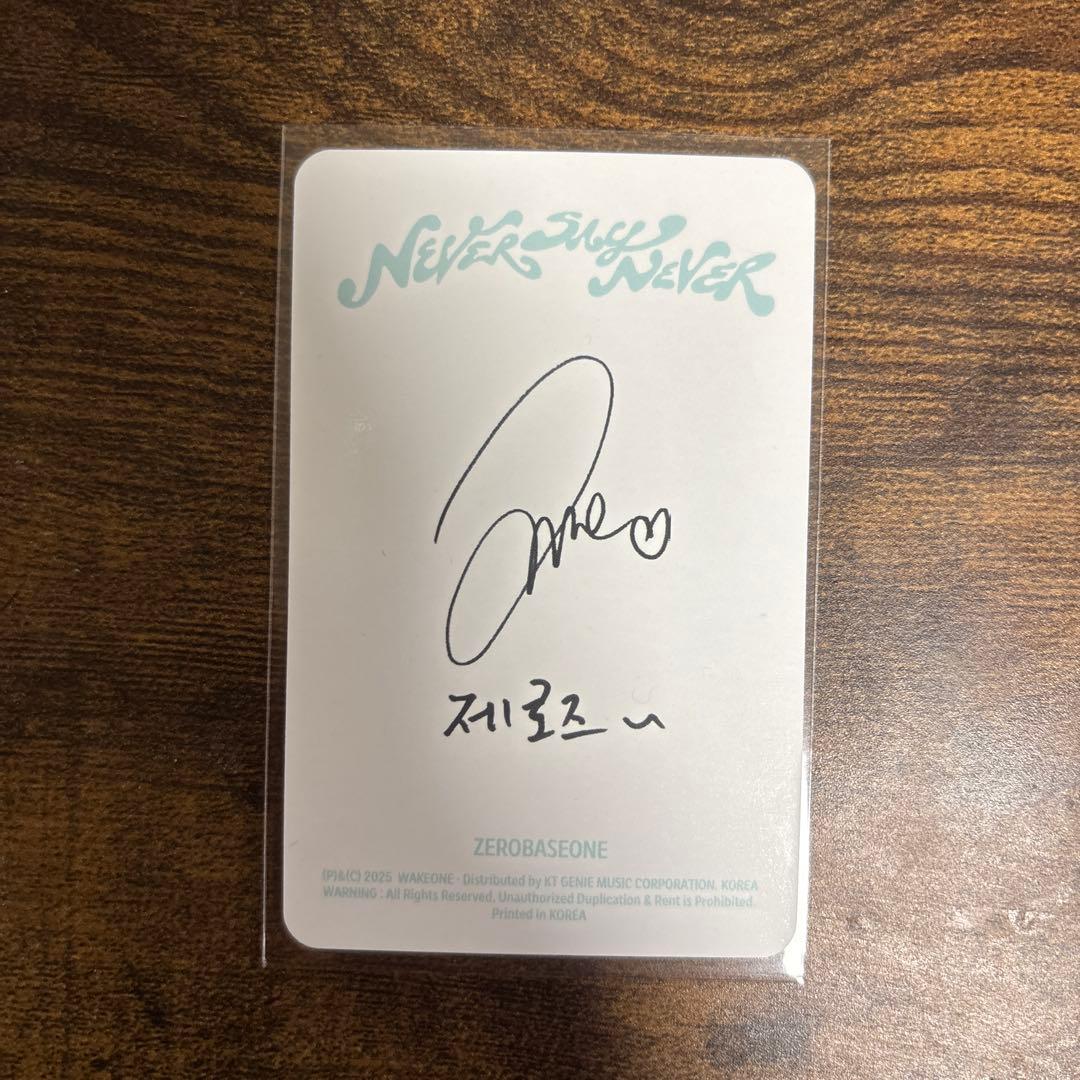 NEVER SAY NEVER
제로즈 ~
ZEROBASEONE
(P)&(C) 2025 WAKEONE · Distributed by KT GENIE MUSIC CORPORATION, KOREA
WARNING : All Rights Reserved. Unauthorized Duplication & Rent is Prohibited.
Printed in KOREA